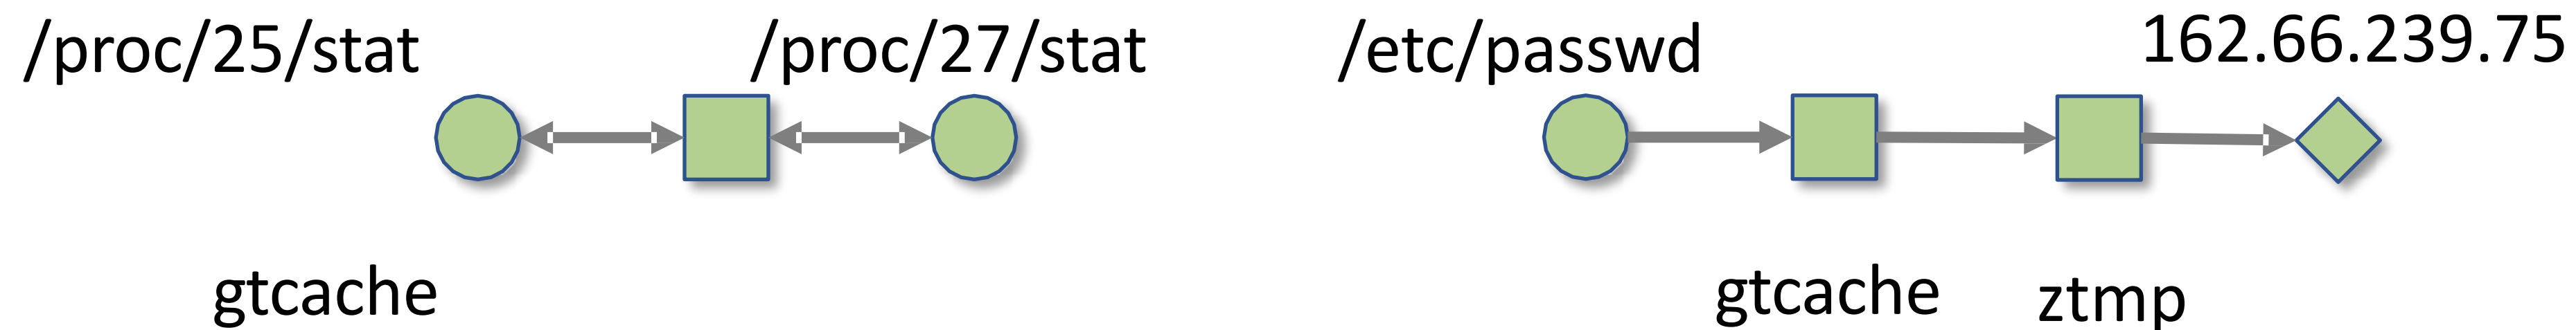 /proc/25/stat
/proc/27/stat
/etc/passwd
162.66.239.75
gtcache
gtcache
ztmp